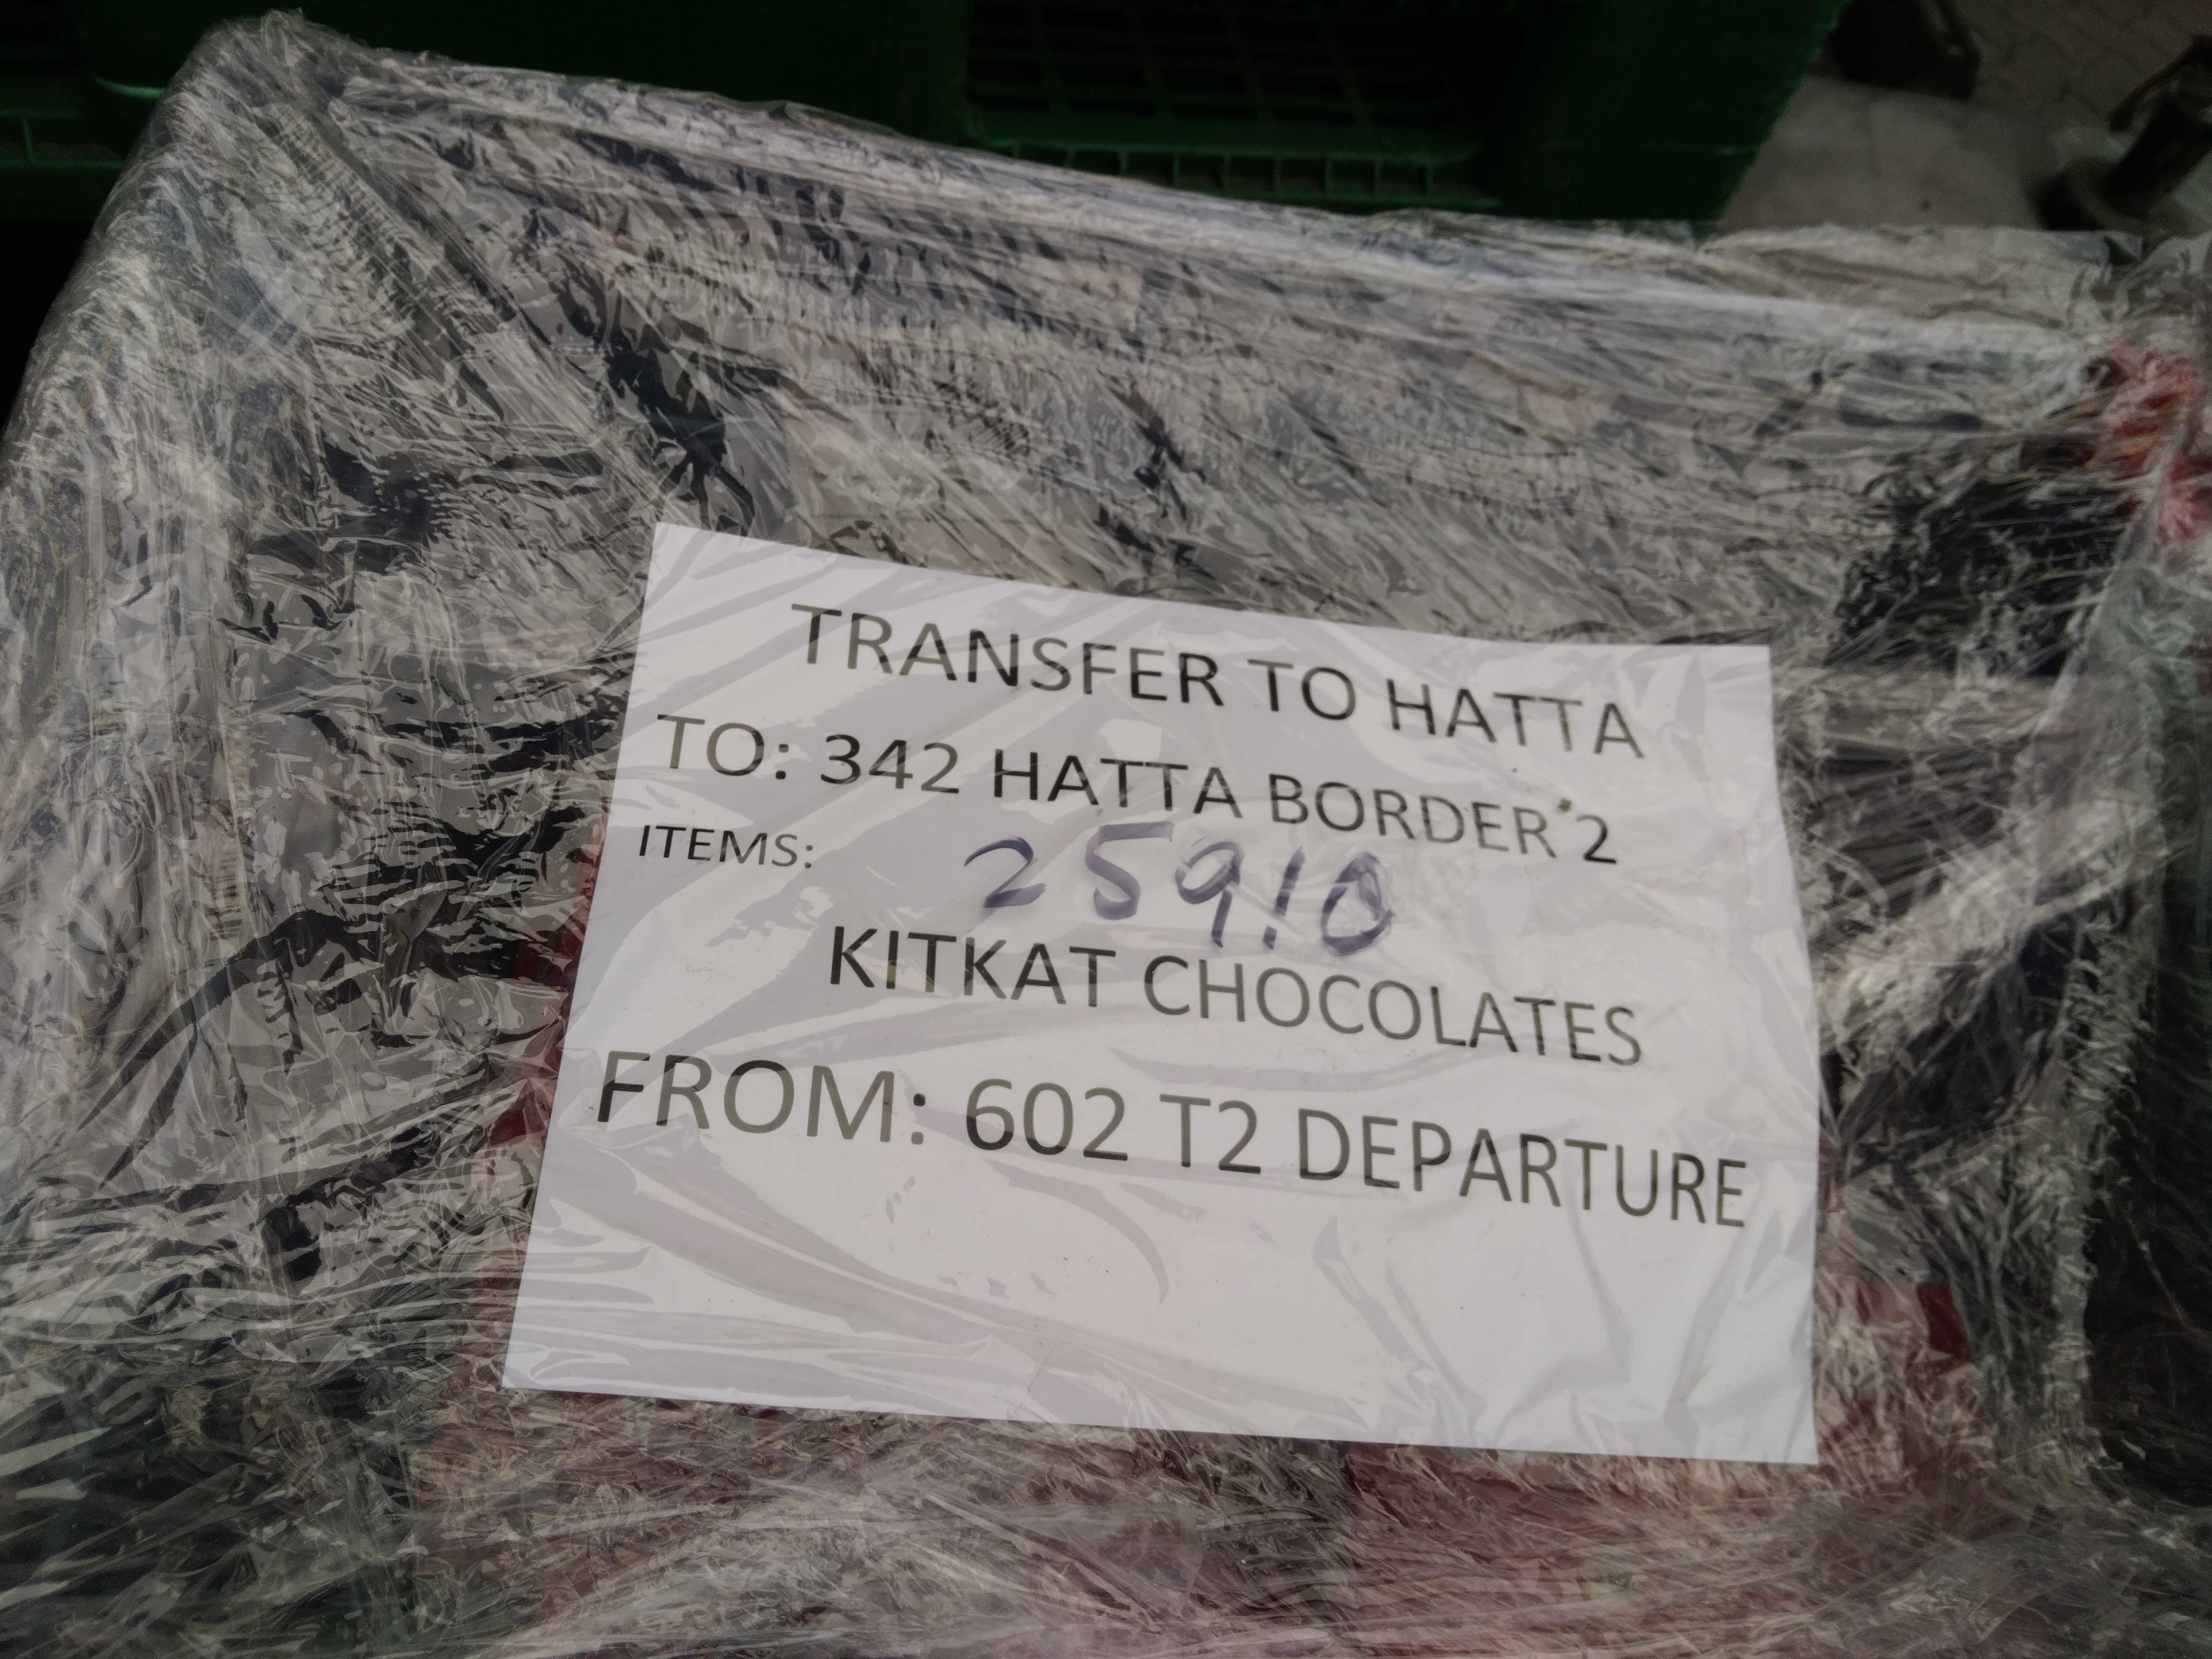 TRANSFER TO HATTA
TO: 342 HATTA BORDER 2
ITEMS: 25910
KITKAT CHOCOLATES
FROM: 602 T2 DEPARTURE